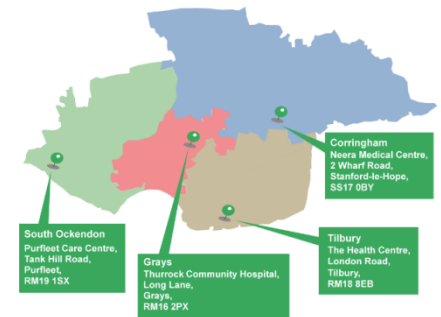 Corringham
Neera Medical Centre,
2 Wharf Road,
Stanford-le-Hope,
SS17 0BY
South Ockendon
Purfleet Care Centre,
Tank Hill Road,
Purfleet,
RM19 1SX
Grays
Thurrock Community Hospital,
Long Lane,
Grays,
RM16 2PX
Tilbury
The Health Centre,
London Road,
Tilbury,
RM18 8EB